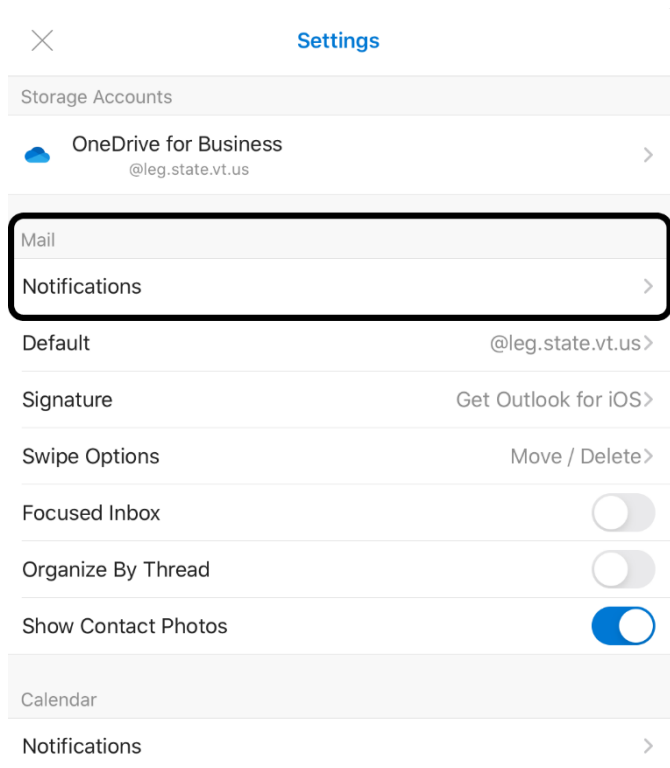 Settings
Storage Accounts
OneDrive for Business
@leg.state.vt.us
Mail
Notifications
Default @leg.state.vt.us
Signature Get Outlook for iOS
Swipe Options Move / Delete
Focused Inbox
Organize By Thread
Show Contact Photos
Calendar
Notifications